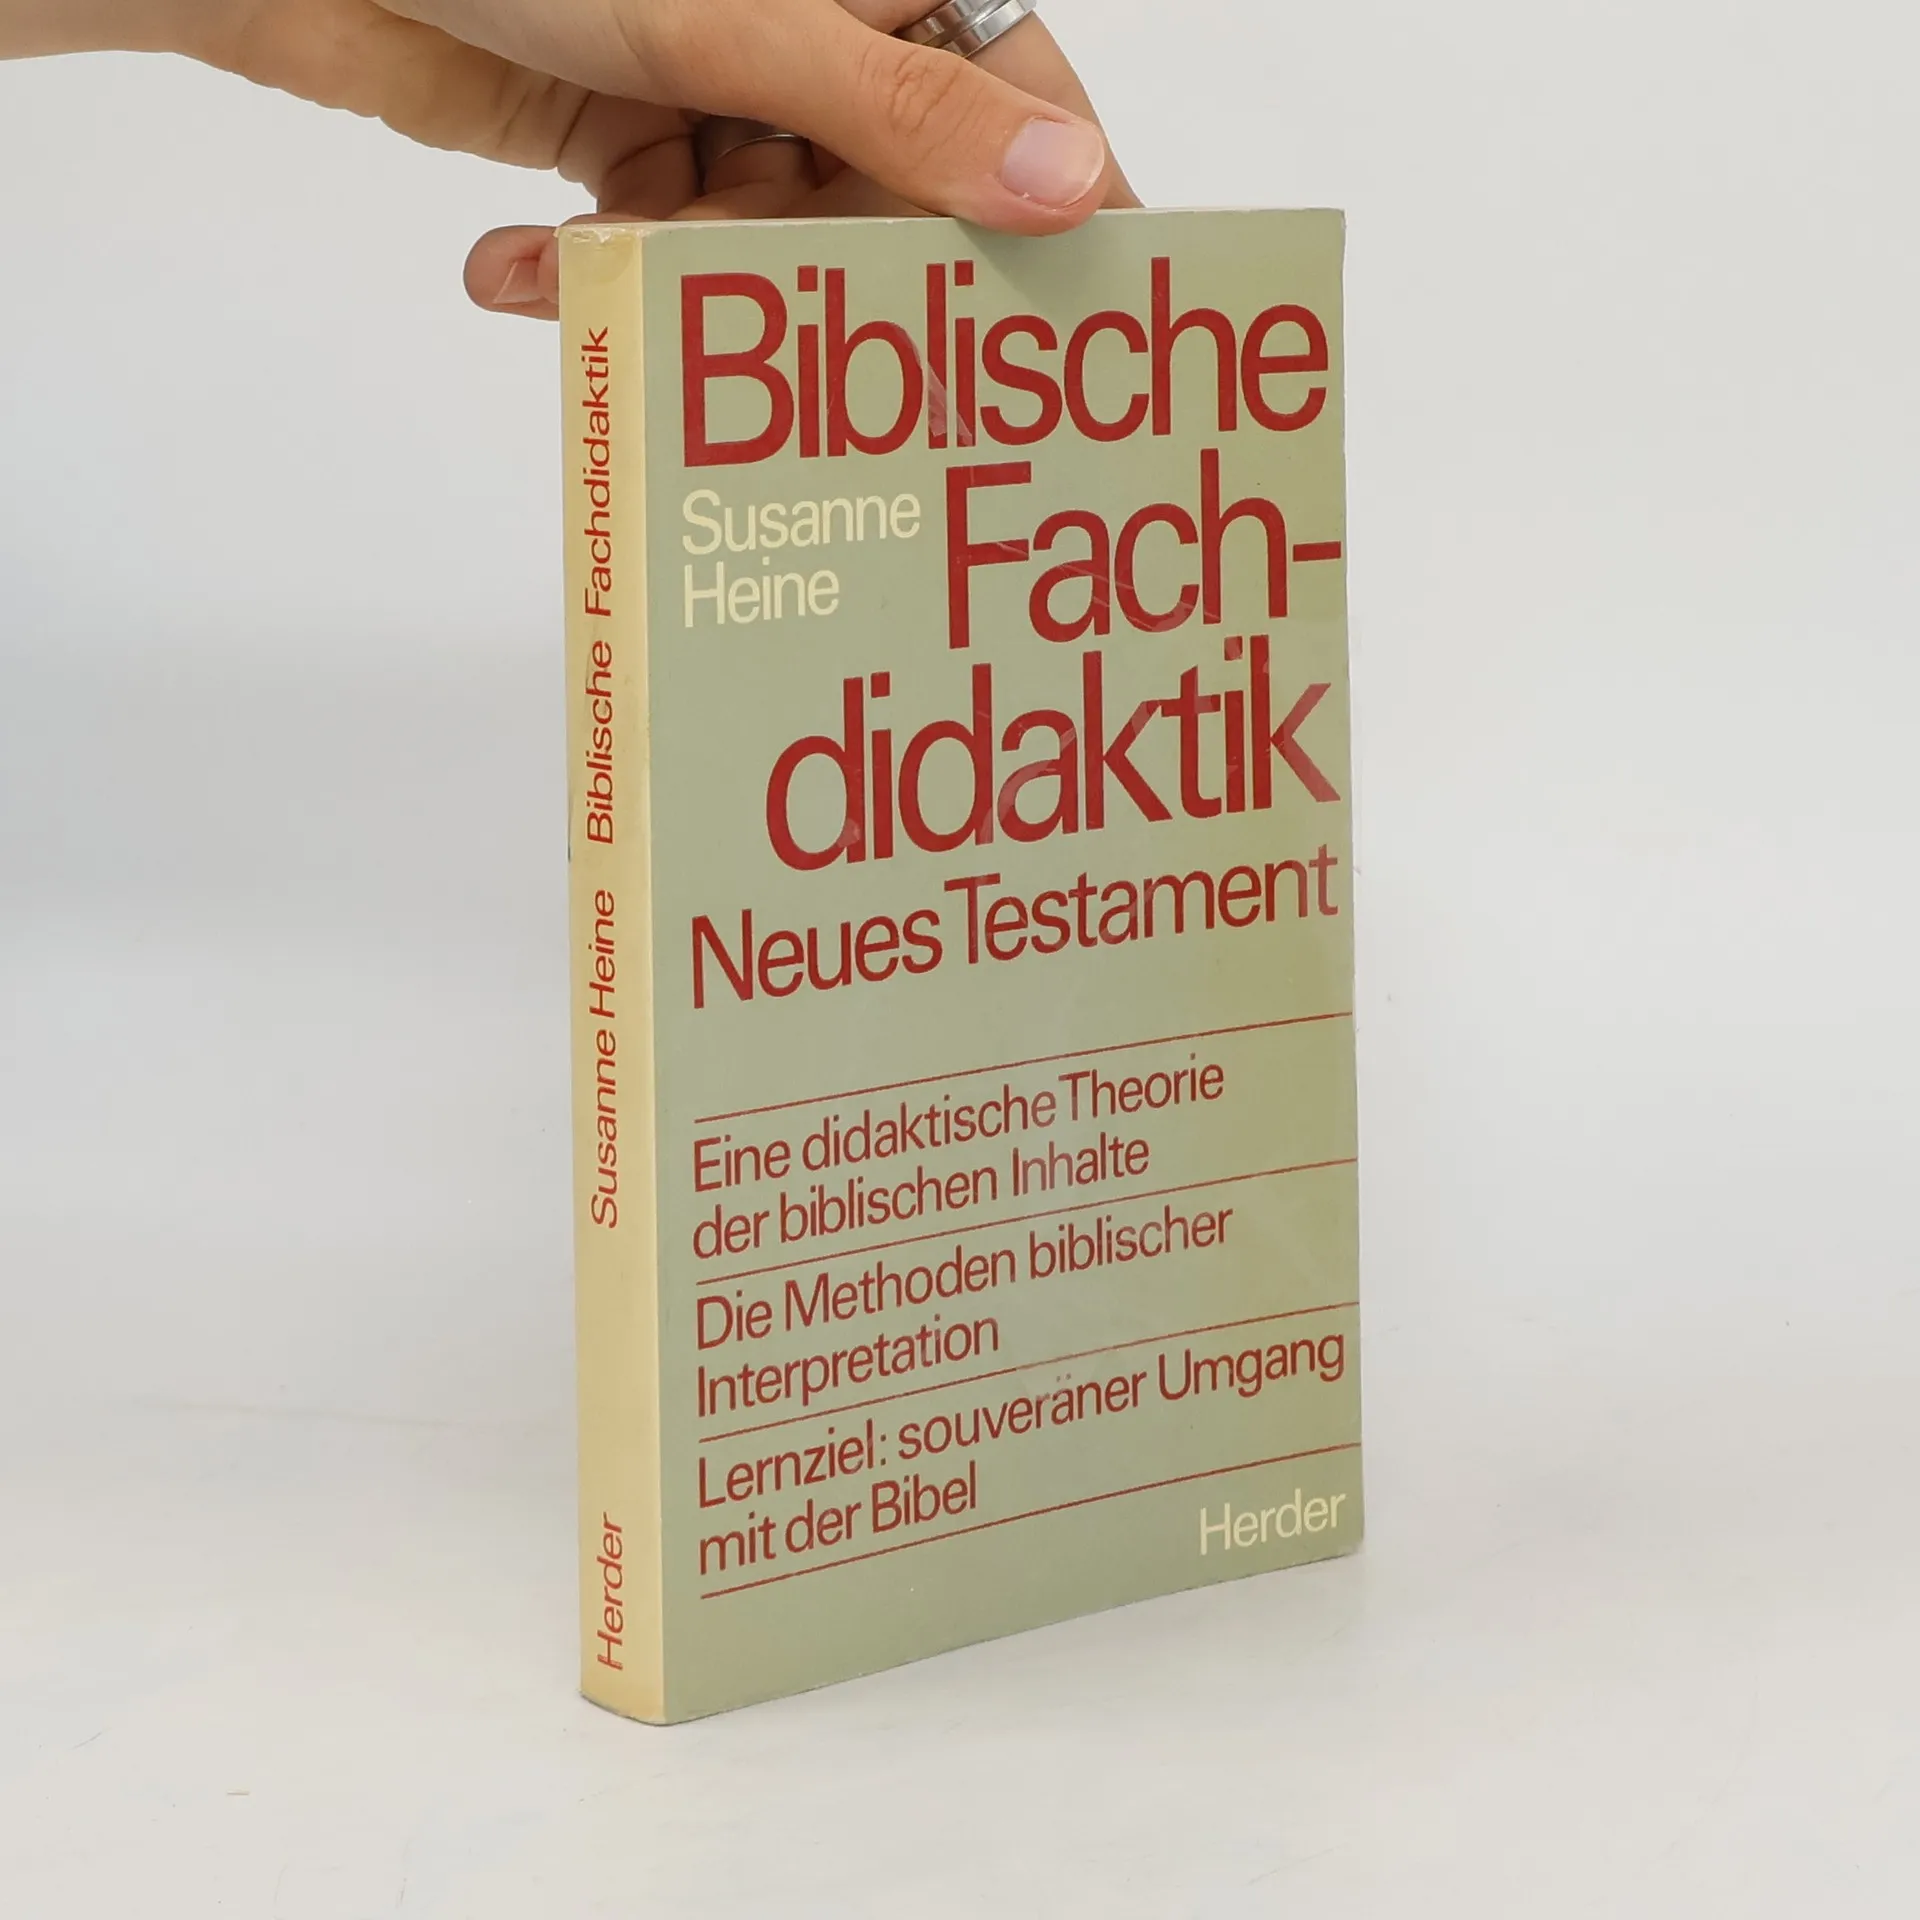 Biblische
Susanne
Heine
Fach-
didaktik
Neues Testament
Eine didaktische Theorie
der biblischen Inhalte
Die Methoden biblischer
Interpretation
Lernziel: souveräner Umgang
mit der Bibel
Herder
Susanne Heine Biblische Fachdidaktik
Herder